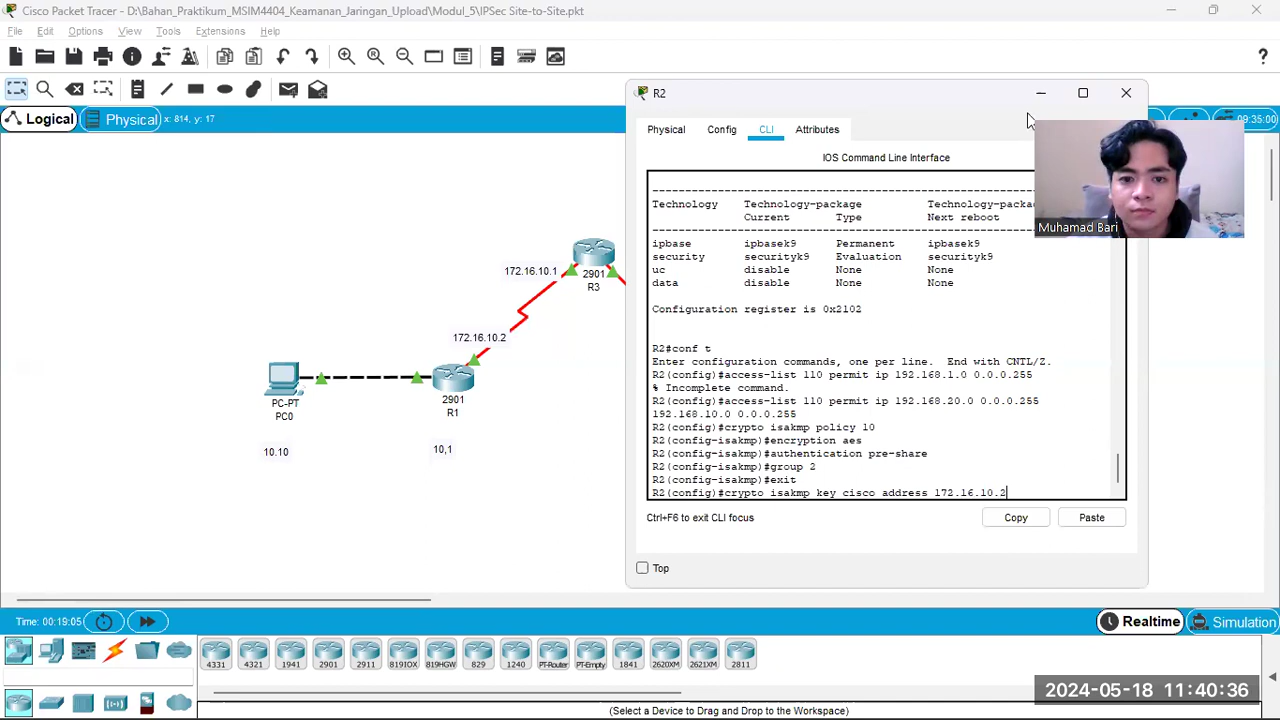 Cisco Packet Tracer - D:\Bahan_Praktikum_MSIM4404_Keamanan_Jaringan_Upload\Modul_5\IPSec Site-to-Site.pkt
File Edit Options View Tools Extensions Help
Logical Physical x: 814, y: 17
09:35:00
R2
Physical Config CLI Attributes
IOS Command Line Interface
Technology Technology-package Technology-packa
Current Type Next reboot
ipbase ipbasek9 Permanent ipbasek9
security securityk9 Evaluation securityk9
uc disable None None
data disable None None
Configuration register is 0x2102
R2#conf t
Enter configuration commands, one per line. End with CNTL/Z.
R2(config)#access-list 110 permit ip 192.168.1.0 0.0.0.255
% Incomplete command.
R2(config)#access-list 110 permit ip 192.168.20.0 0.0.0.255
192.168.10.0 0.0.0.255
R2(config)#crypto isakmp policy 10
R2(config-isakmp)#encryption aes
R2(config-isakmp)#authentication pre-share
R2(config-isakmp)#group 2
R2(config-isakmp)#exit
R2(config)#crypto isakmp key cisco address 172.16.10.2
Ctrl+F6 to exit CLI focus
Copy Paste
Top
Muhamad Bari
172.16.10.1
2901
R3
172.16.10.2
PC-PT
PC0
2901
R1
10.10
10,1
Time: 00:19:05
Realtime Simulation
4331 4321 1941 2901 2911 819IOX 819HGW 829 1240 PT-Router PT-Empty 1841 2620XM 2621XM 2811
2024-05-18 11:40:36
(Select a Device to Drag and Drop to the Workspace)